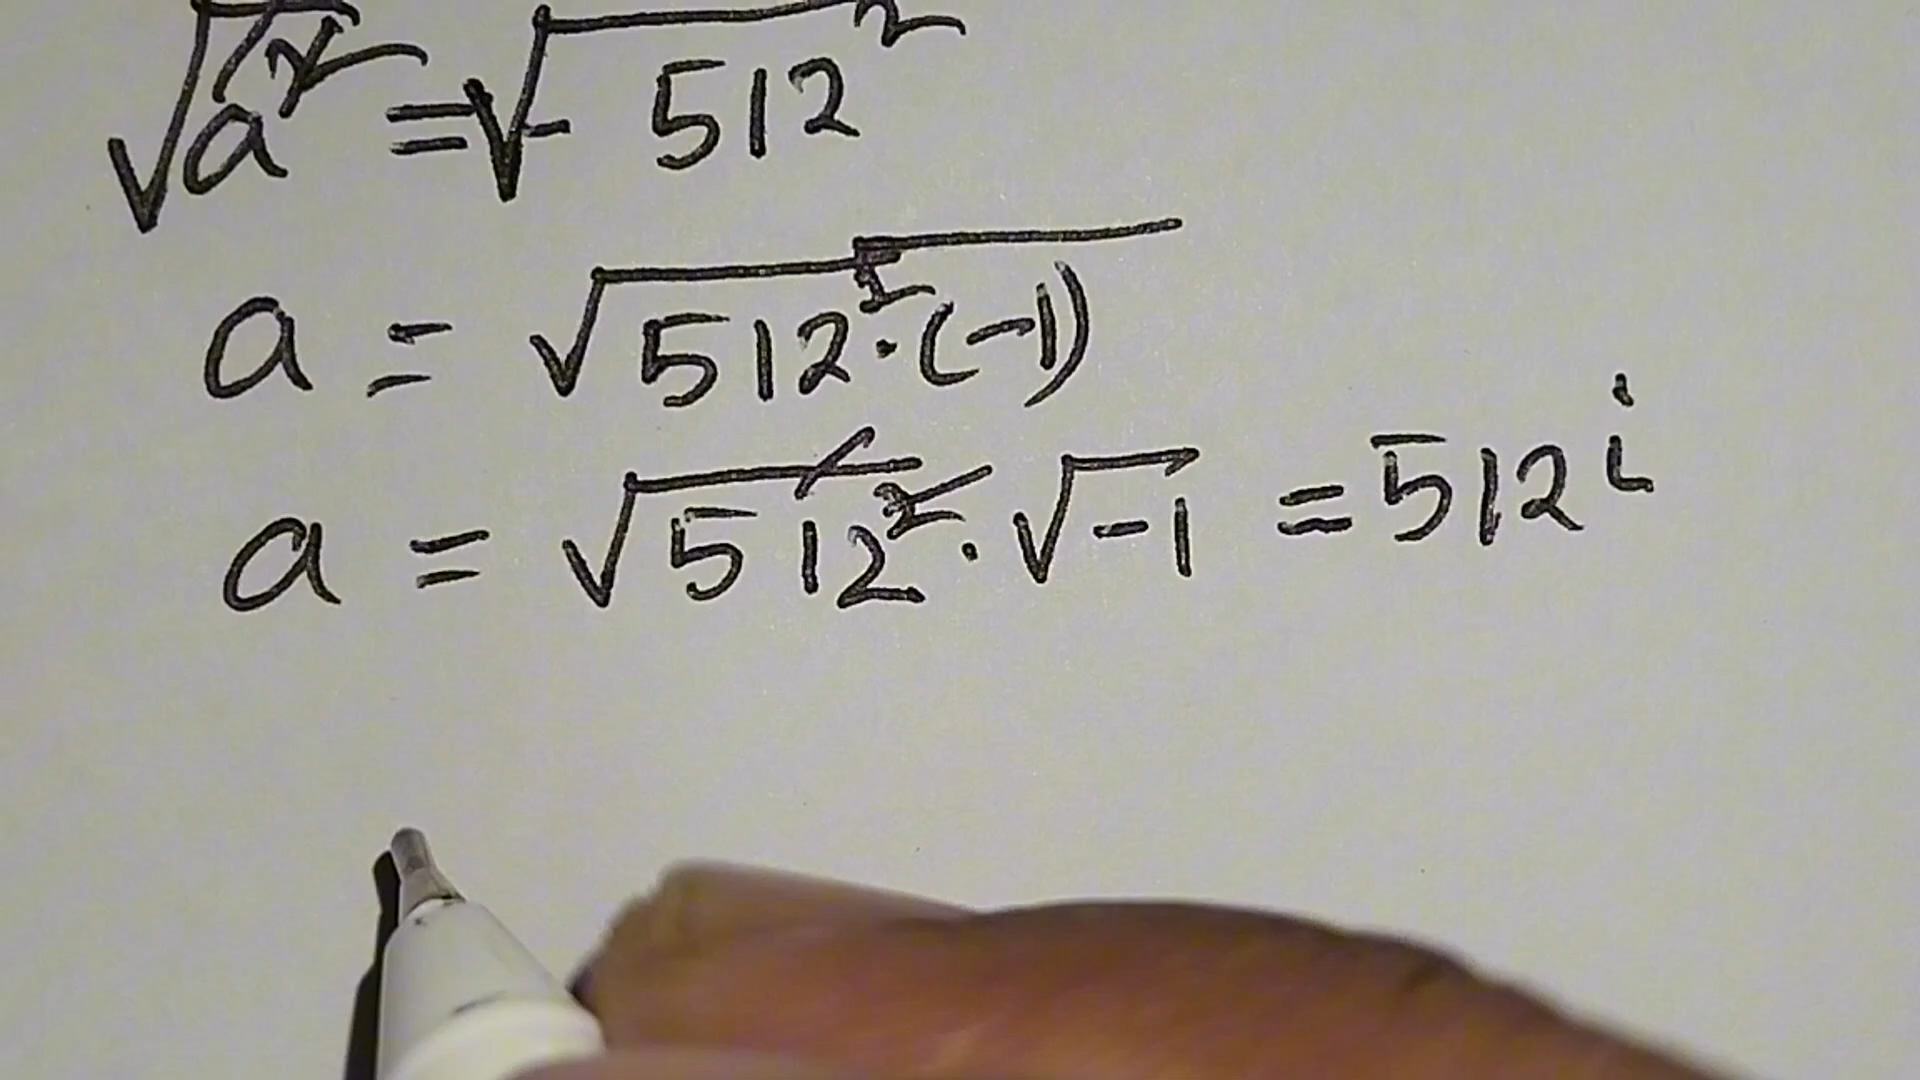 √a² = √-512²
a = √512²·(-1)
a = √512²·√-1 = 512i